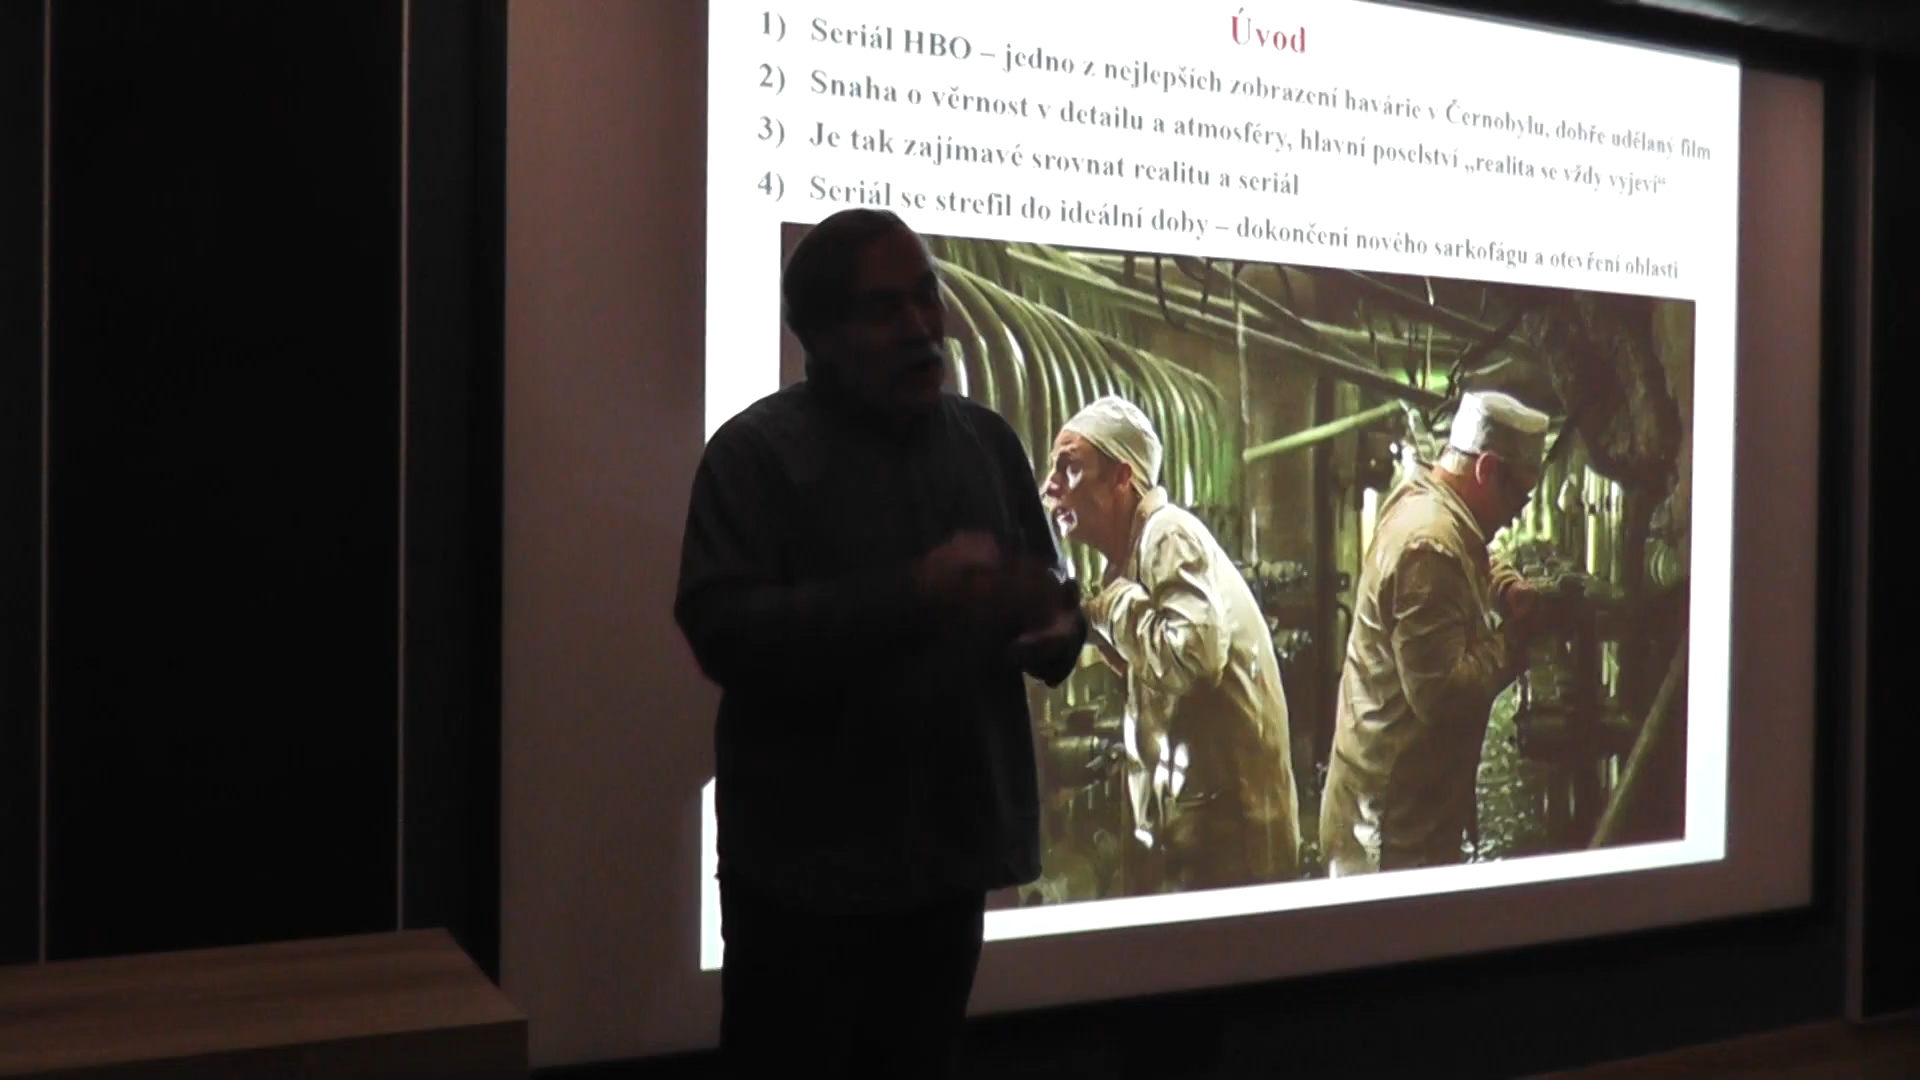 Úvod
1) Seriál HBO – jedno z nejlepších zobrazení havárie v Černobylu, dobře udělaný film
2) Snaha o věrnost v detailu a atmosféry, hlavní poselství „realita se vždy vyjeví“
3) Je tak zajímavé srovnat realitu a seriál
4) Seriál se strefil do ideální doby – dokončení nového sarkofágu a otevření oblasti